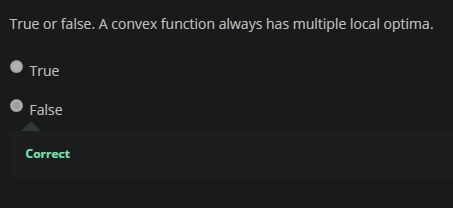 True or false. A convex function always has multiple local optima.
True
False
Correct